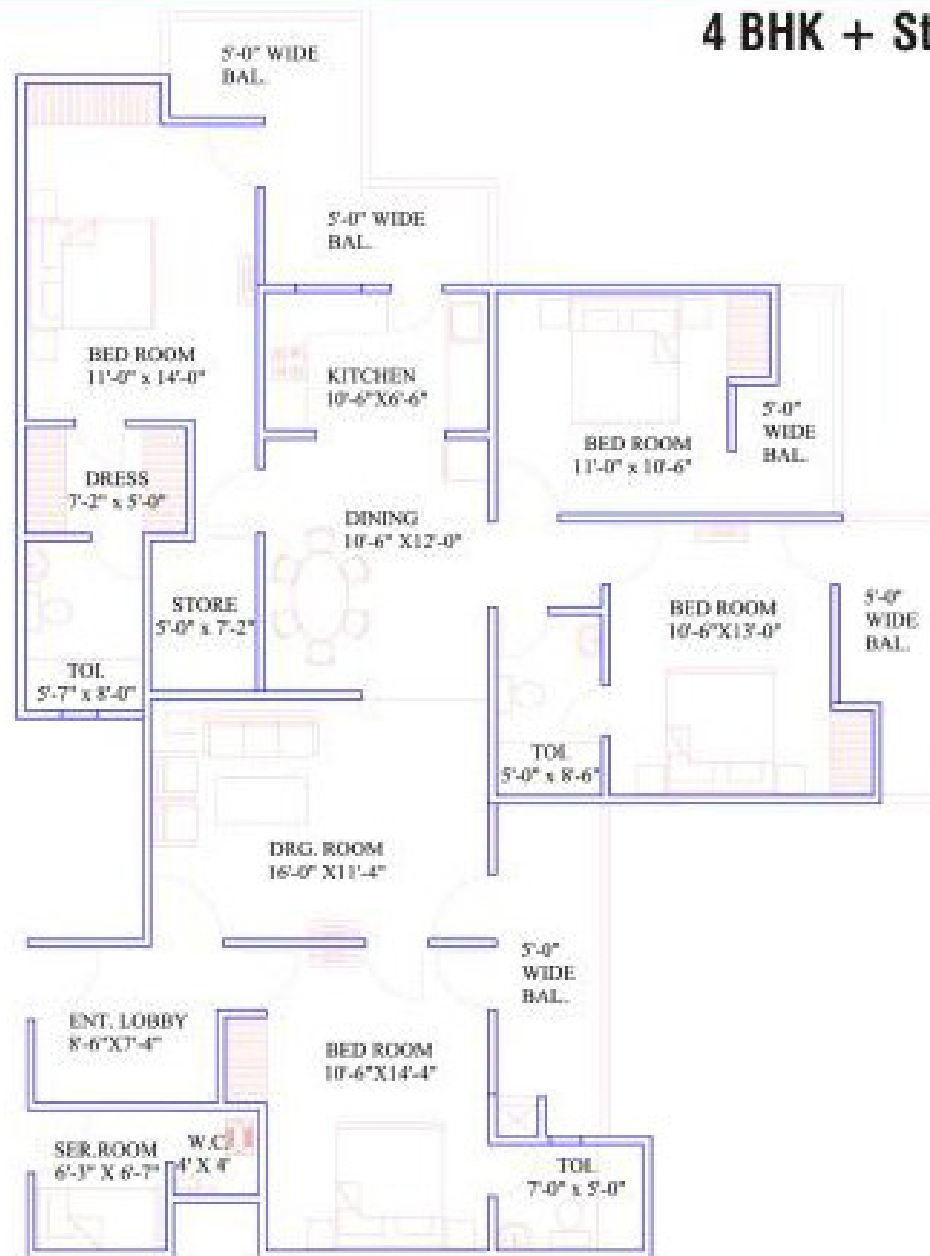 4 BHK + St
5'-0" WIDE
BAL.
5'-0" WIDE
BAL.
BED ROOM
11'-0" x 14'-0"
KITCHEN
10'-6"X6'-6"
BED ROOM
11'-0" x 10'-6"
5'-0"
WIDE
BAL.
DRESS
7'-2" x 5'-0"
DINING
10'-6" X12'-0"
STORE
5'-0" x 7'-2"
BED ROOM
10'-6"X13'-0"
5'-0"
WIDE
BAL.
TOI.
5'-7" x 8'-0"
TOI.
5'-0" x 8'-6"
DRG. ROOM
16'-0" X11'-4"
5'-0"
WIDE
BAL.
ENT. LOBBY
8'-6"X7'-4"
BED ROOM
10'-6"X14'-4"
SER.ROOM
6'-3" X 6'-7"
W.C.
4' X 4'
TOI.
7'-0" x 5'-0"